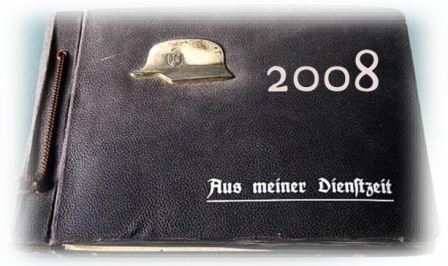 2008
Aus meiner Dienſtzeit